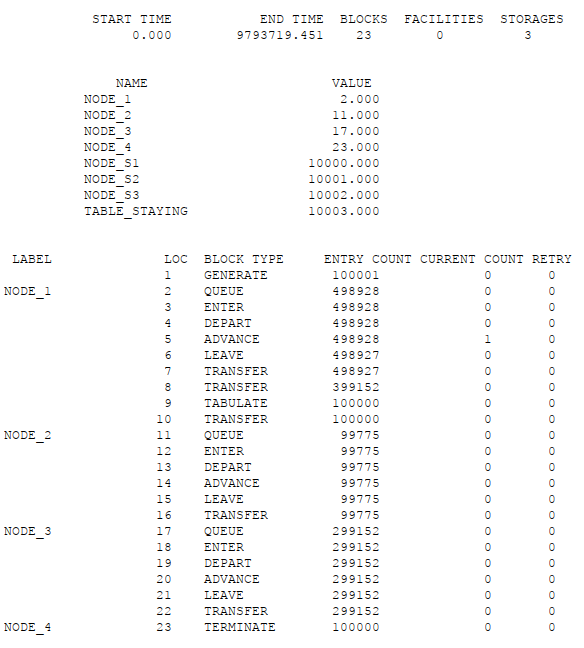 START TIME END TIME BLOCKS FACILITIES STORAGES
0.000 9793719.451 23 0 3
NAME VALUE
NODE_1 2.000
NODE_2 11.000
NODE_3 17.000
NODE_4 23.000
NODE_S1 10000.000
NODE_S2 10001.000
NODE_S3 10002.000
TABLE_STAYING 10003.000
LABEL LOC BLOCK TYPE ENTRY COUNT CURRENT COUNT RETRY
1 GENERATE 100001 0 0
NODE_1 2 QUEUE 498928 0 0
3 ENTER 498928 0 0
4 DEPART 498928 0 0
5 ADVANCE 498928 1 0
6 LEAVE 498927 0 0
7 TRANSFER 498927 0 0
8 TRANSFER 399152 0 0
9 TABULATE 100000 0 0
10 TRANSFER 100000 0 0
NODE_2 11 QUEUE 99775 0 0
12 ENTER 99775 0 0
13 DEPART 99775 0 0
14 ADVANCE 99775 0 0
15 LEAVE 99775 0 0
16 TRANSFER 99775 0 0
NODE_3 17 QUEUE 299152 0 0
18 ENTER 299152 0 0
19 DEPART 299152 0 0
20 ADVANCE 299152 0 0
21 LEAVE 299152 0 0
22 TRANSFER 299152 0 0
NODE_4 23 TERMINATE 100000 0 0